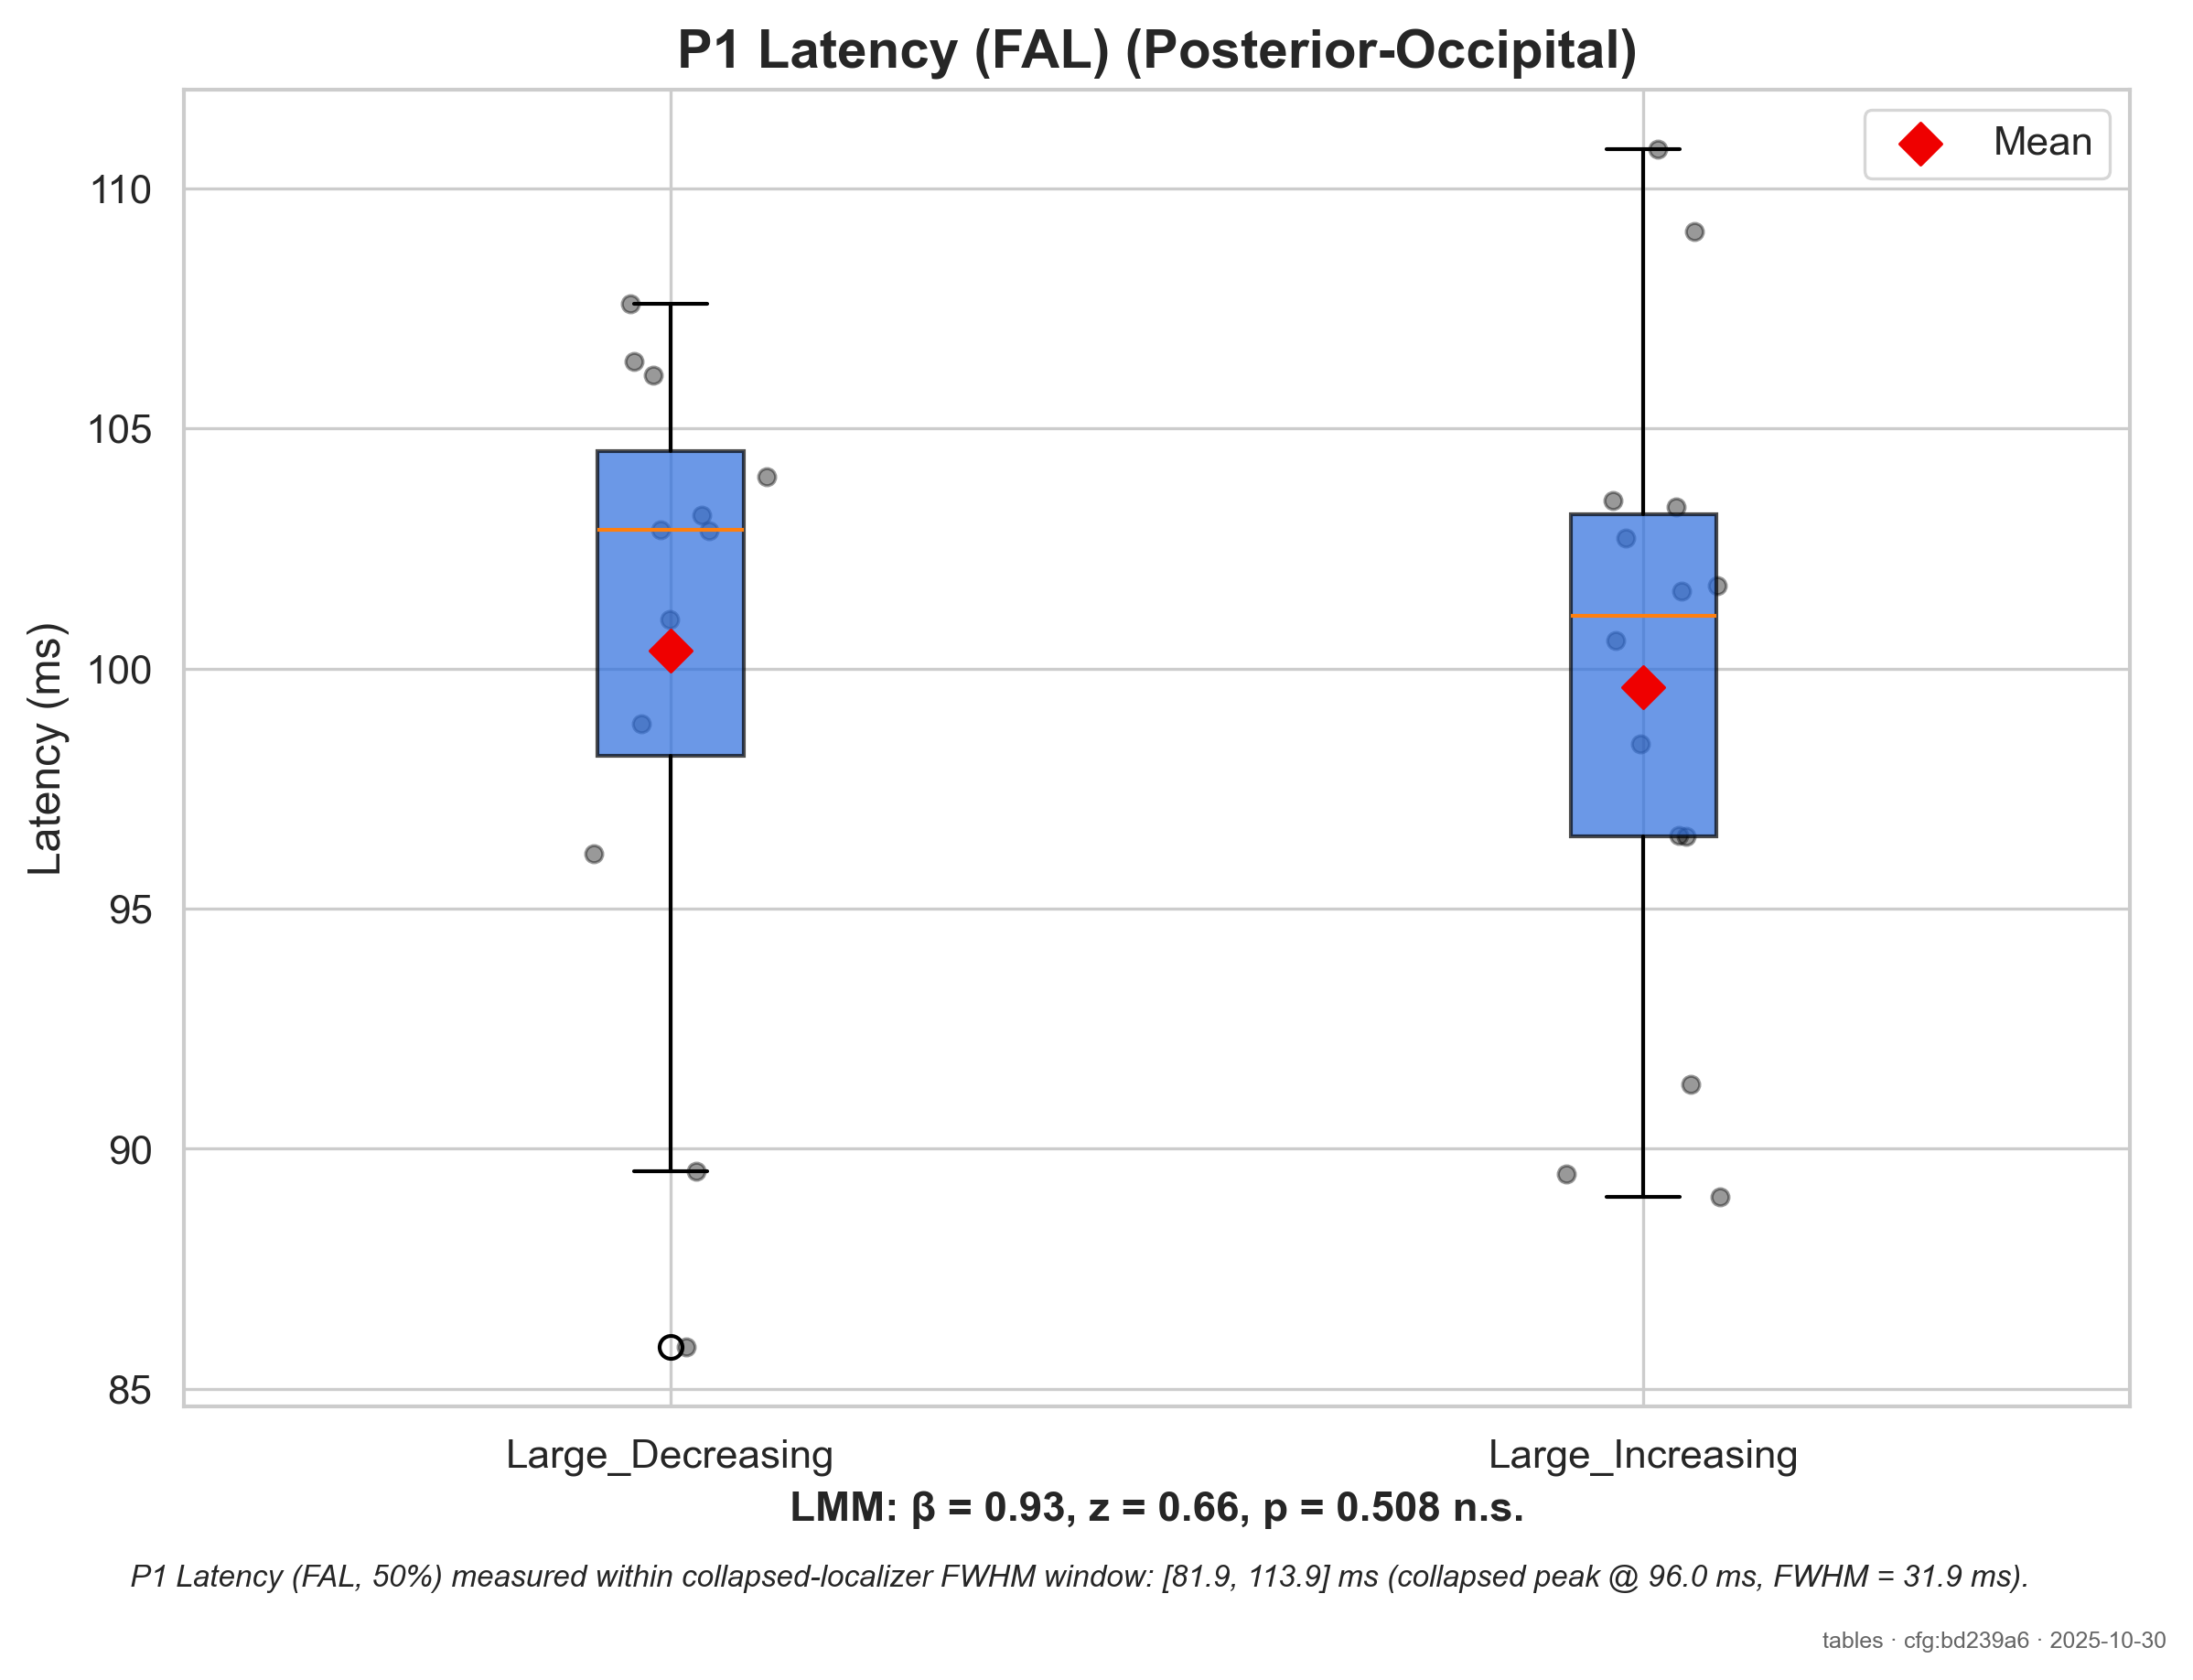 P1 Latency (FAL) (Posterior-Occipital)
Mean
110
105
100
95
90
85
Latency (ms)
Large_Decreasing
Large_Increasing
LMM: β = 0.93, z = 0.66, p = 0.508 n.s.
P1 Latency (FAL, 50%) measured within collapsed-localizer FWHM window: [81.9, 113.9] ms (collapsed peak @ 96.0 ms, FWHM = 31.9 ms).
tables · cfg:bd239a6 · 2025-10-30